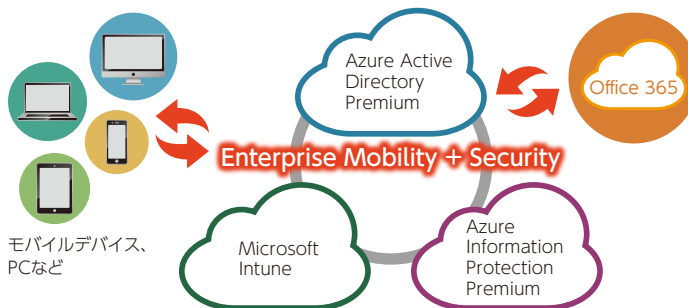 Azure Active
Directory
Premium
Office 365
Enterprise Mobility + Security
モバイルデバイス、
PCなど
Microsoft
Intune
Azure
Information
Protection
Premium